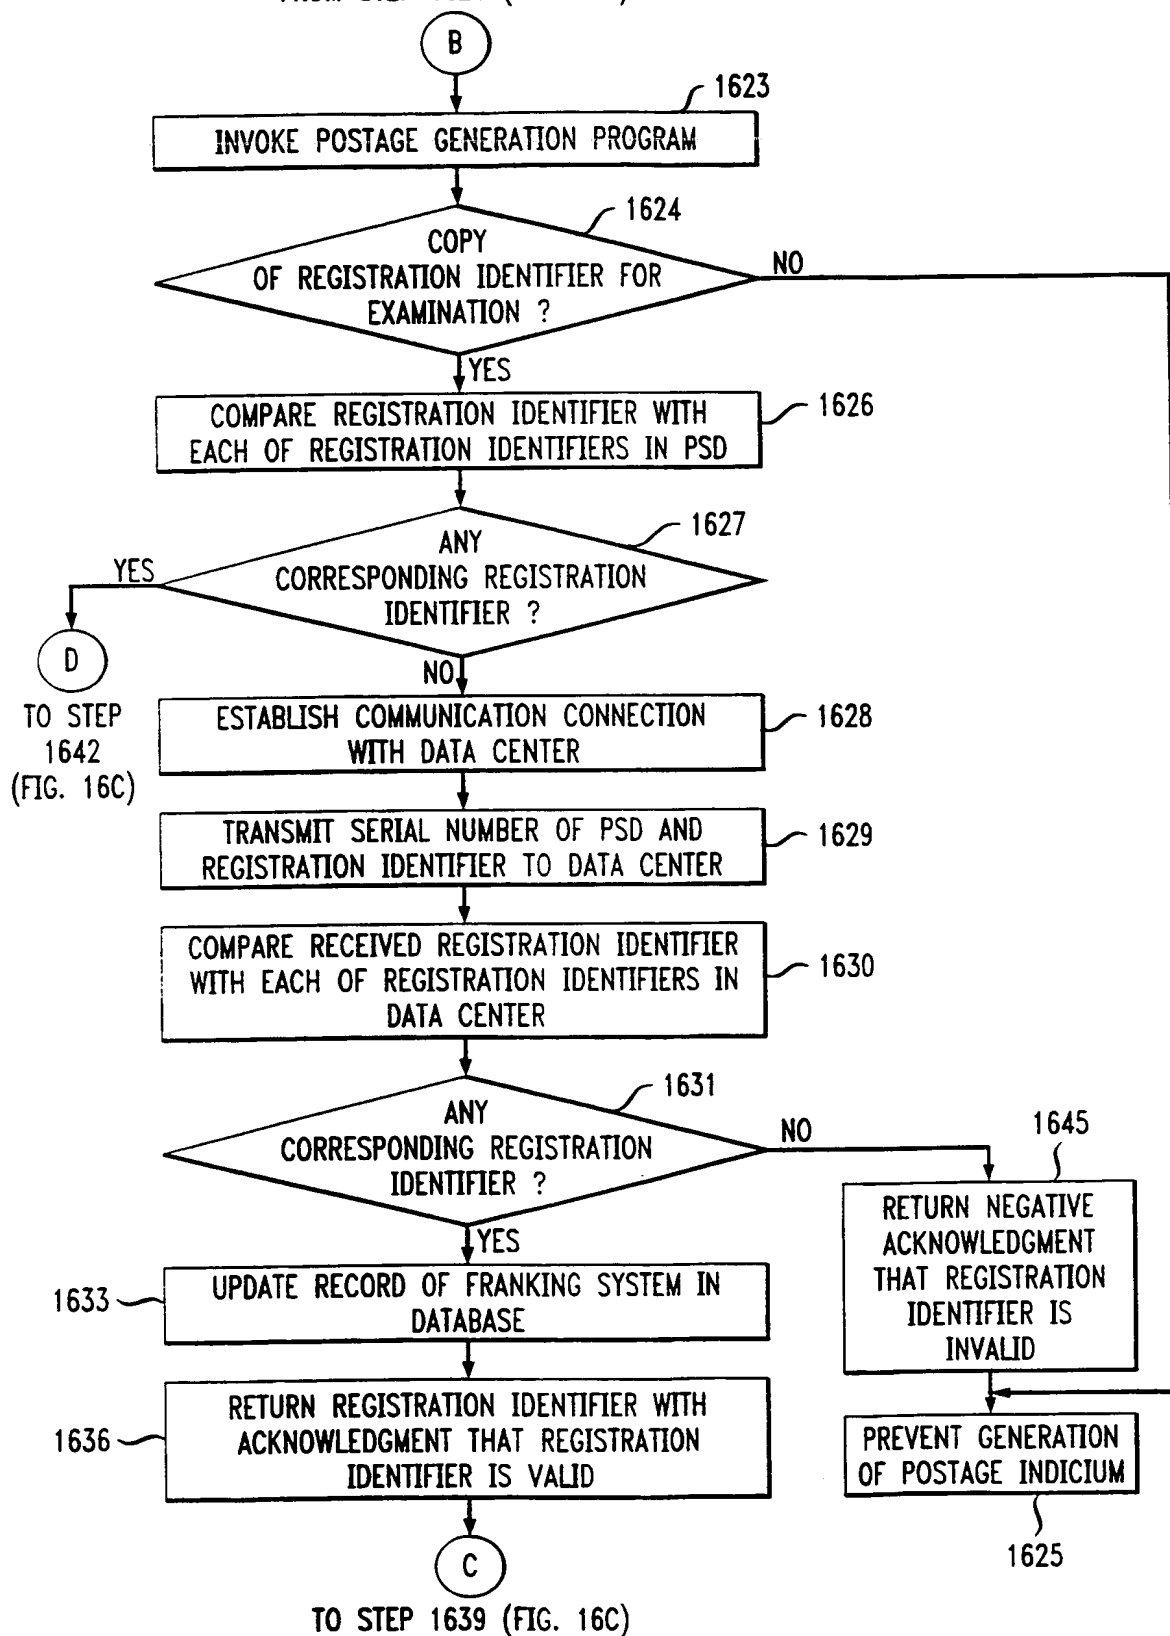 B
1623
INVOKE POSTAGE GENERATION PROGRAM
1624
COPY
OF REGISTRATION IDENTIFIER FOR
EXAMINATION ?
NO
YES
COMPARE REGISTRATION IDENTIFIER WITH
EACH OF REGISTRATION IDENTIFIERS IN PSD
1626
1627
ANY
CORRESPONDING REGISTRATION
IDENTIFIER ?
YES
D
TO STEP
1642
(FIG. 16C)
NO
ESTABLISH COMMUNICATION CONNECTION
WITH DATA CENTER
1628
TRANSMIT SERIAL NUMBER OF PSD AND
REGISTRATION IDENTIFIER TO DATA CENTER
1629
COMPARE RECEIVED REGISTRATION IDENTIFIER
WITH EACH OF REGISTRATION IDENTIFIERS IN
DATA CENTER
1630
1631
ANY
CORRESPONDING REGISTRATION
IDENTIFIER ?
NO
1645
RETURN NEGATIVE
ACKNOWLEDGMENT
THAT REGISTRATION
IDENTIFIER IS
INVALID
YES
1633
UPDATE RECORD OF FRANKING SYSTEM IN
DATABASE
1636
RETURN REGISTRATION IDENTIFIER WITH
ACKNOWLEDGMENT THAT REGISTRATION
IDENTIFIER IS VALID
PREVENT GENERATION
OF POSTAGE INDICIUM
1625
C
TO STEP 1639 (FIG. 16C)